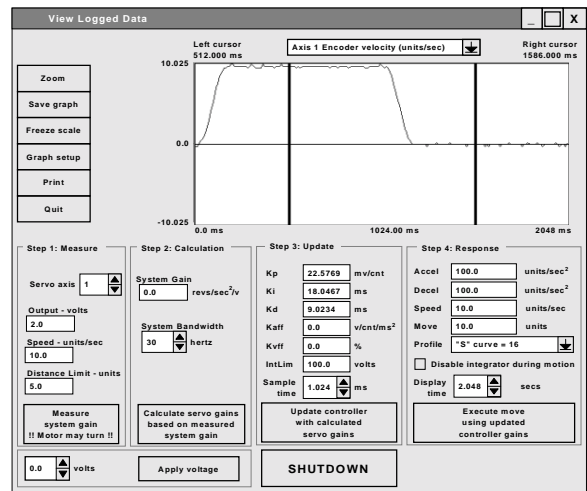 View Logged Data
_ X
Left cursor
512.000 ms
Axis 1 Encoder velocity (units/sec)
Right cursor
1586.000 ms
Zoom
Save graph
Freeze scale
Graph setup
Print
Quit
10.025
0.0
-10.025
0.0 ms
1024.00 ms
2048 ms
Step 1: Measure
Servo axis 1
Output - volts
2.0
Speed - units/sec
10.0
Distance Limit - units
5.0
Measure
system gain
!! Motor may turn !!
Step 2: Calculation
System Gain
0.0 revs/sec²/v
System Bandwidth
30 hertz
Calculate servo gains
based on measured
system gain
Step 3: Update
Kp 22.5769 mv/cnt
Ki 18.0467 ms
Kd 9.0234 ms
Kaff 0.0 v/cnt/ms²
Kvff 0.0 %
IntLim 100.0 volts
Sample
time 1.024 ms
Update controller
with calculated
servo gains
Step 4: Response
Accel 100.0 units/sec²
Decel 100.0 units/sec²
Speed 10.0 units/sec
Move 10.0 units
Profile "S" curve = 16
Disable integrator during motion
Display
time 2.048 secs
Execute move
using updated
controller gains
0.0 volts
Apply voltage
SHUTDOWN